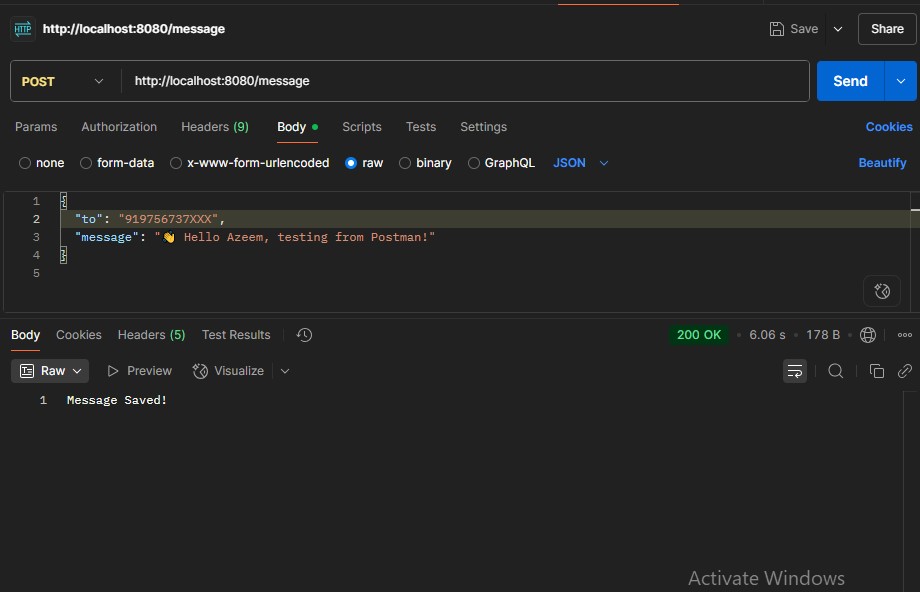 HTTP http://localhost:8080/message Save Share
POST http://localhost:8080/message Send
Params Authorization Headers (9) Body Scripts Tests Settings Cookies
none form-data x-www-form-urlencoded raw binary GraphQL JSON Beautify
1 {
2 "to": "919756737XXX",
3 "message": "👋 Hello Azeem, testing from Postman!"
4 }
5
Body Cookies Headers (5) Test Results 200 OK • 6.06 s • 178 B •
Raw Preview Visualize
1 Message Saved!
Activate Windows